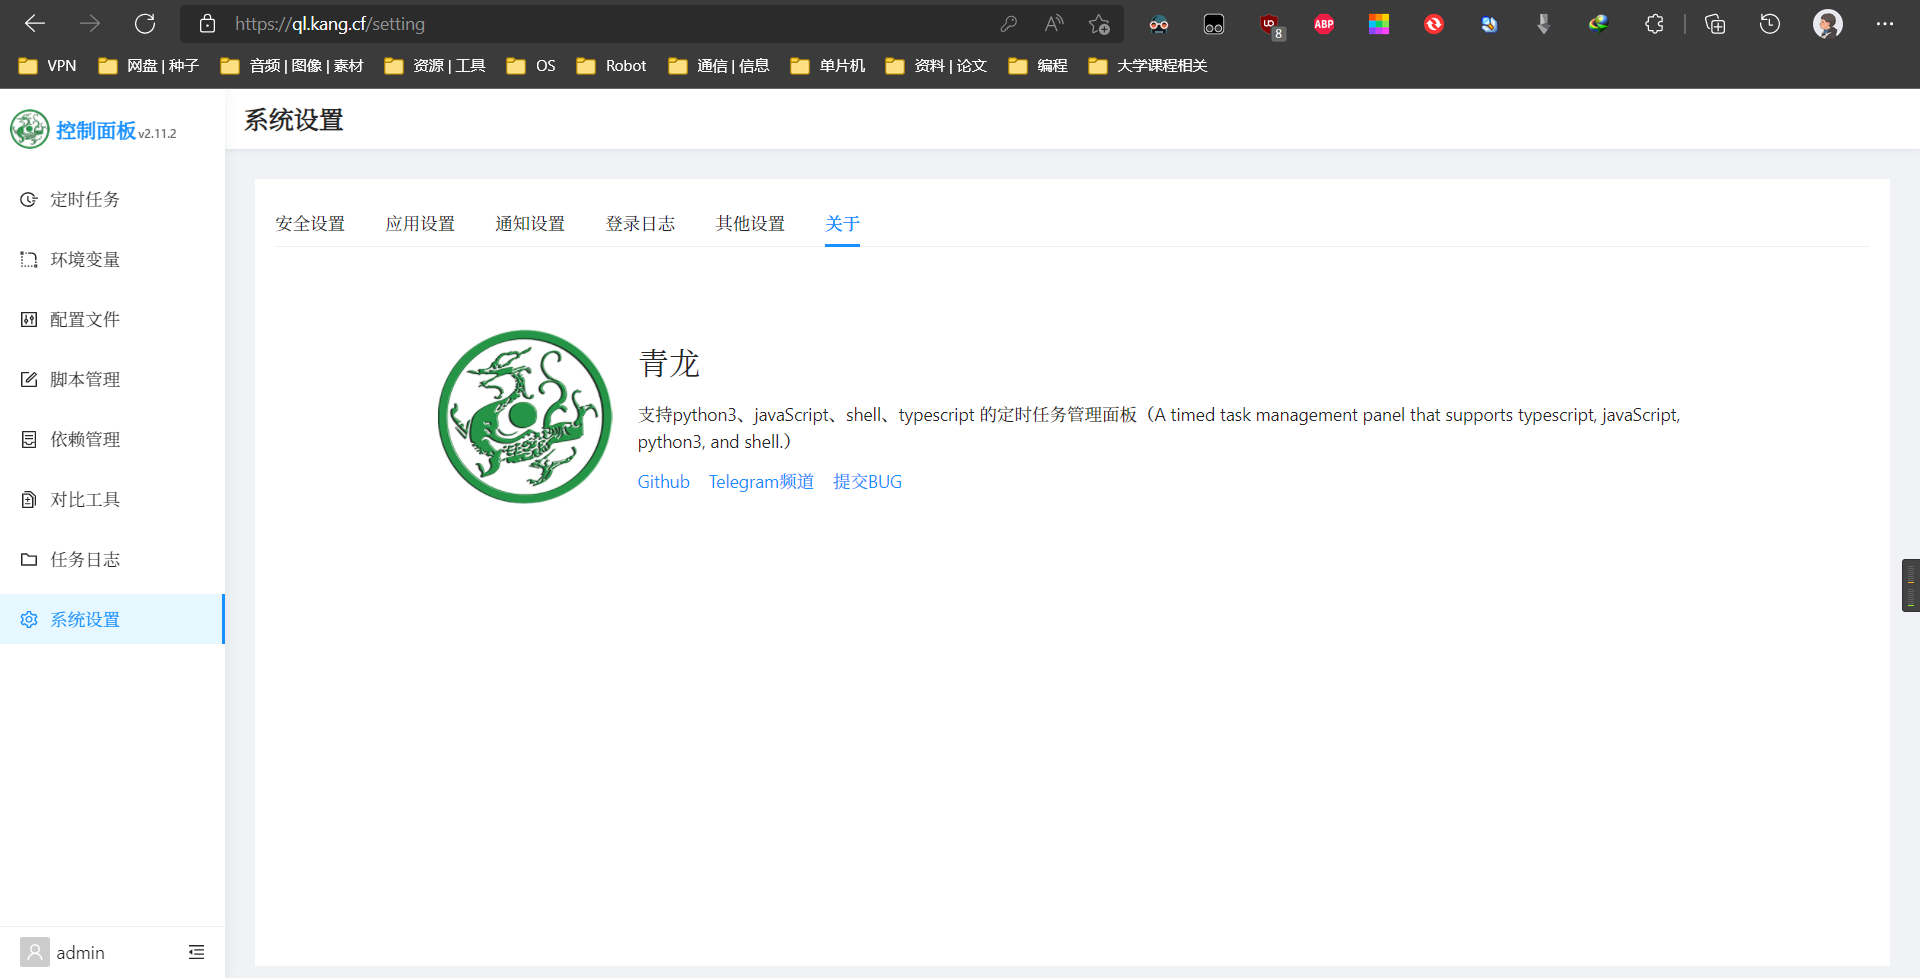 https://ql.kang.cf/setting
8
ABP
VPN
网盘 | 种子
音频 | 图像 | 素材
资源 | 工具
OS
Robot
通信 | 信息
单片机
资料 | 论文
编程
大学课程相关
控制面板 v2.11.2
系统设置
定时任务
环境变量
配置文件
脚本管理
依赖管理
对比工具
任务日志
系统设置
admin
安全设置
应用设置
通知设置
登录日志
其他设置
关于
青龙
支持python3、javaScript、shell、typescript 的定时任务管理面板（A timed task management panel that supports typescript, javaScript,
python3, and shell.）
Github
Telegram频道
提交BUG